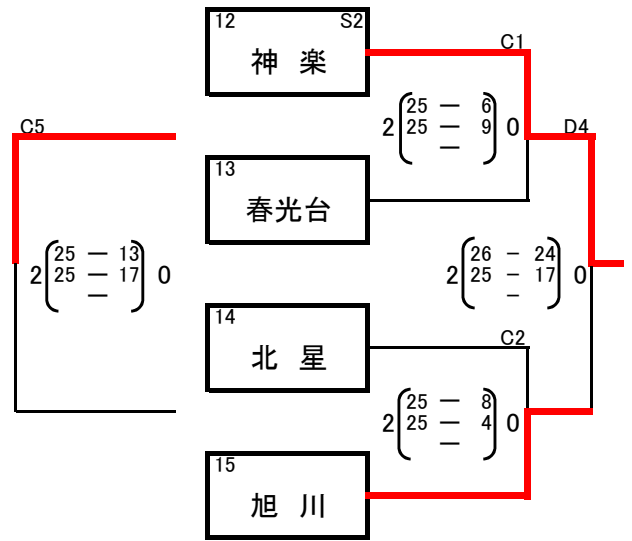 12 S2
神 楽
C1
2 25 ー 6 0
25 ー 9
ー
C5
D4
13
春光台
2 25 ー 13 0
25 ー 17
ー
2 26 - 24 0
25 - 17
-
14
北 星
C2
2 25 ー 8 0
25 ー 4
ー
15
旭 川